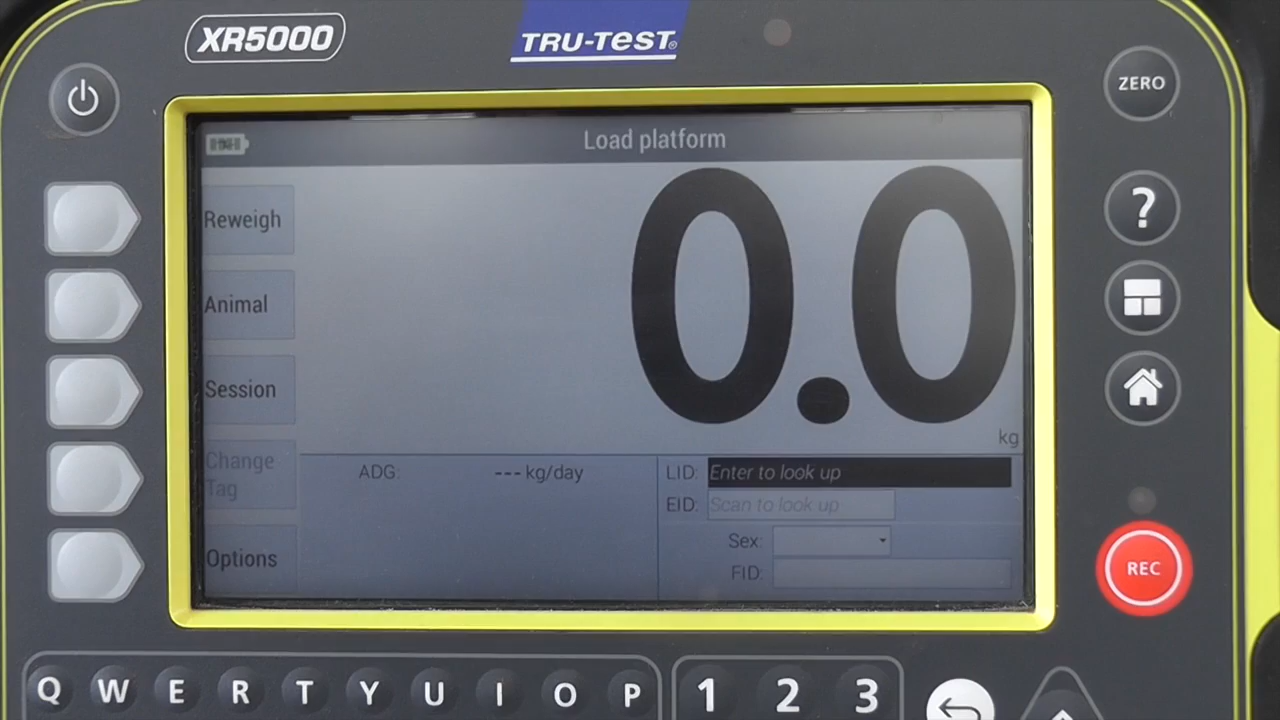 XR5000
TRU-TEST®
ZERO
Load platform
Reweigh
0.0
?
Animal
Session
kg
Change
Tag
ADG: --- kg/day
LID: Enter to look up
EID: Scan to look up
Options
Sex:
FID:
REC
Q W E R T Y U I O P 1 2 3